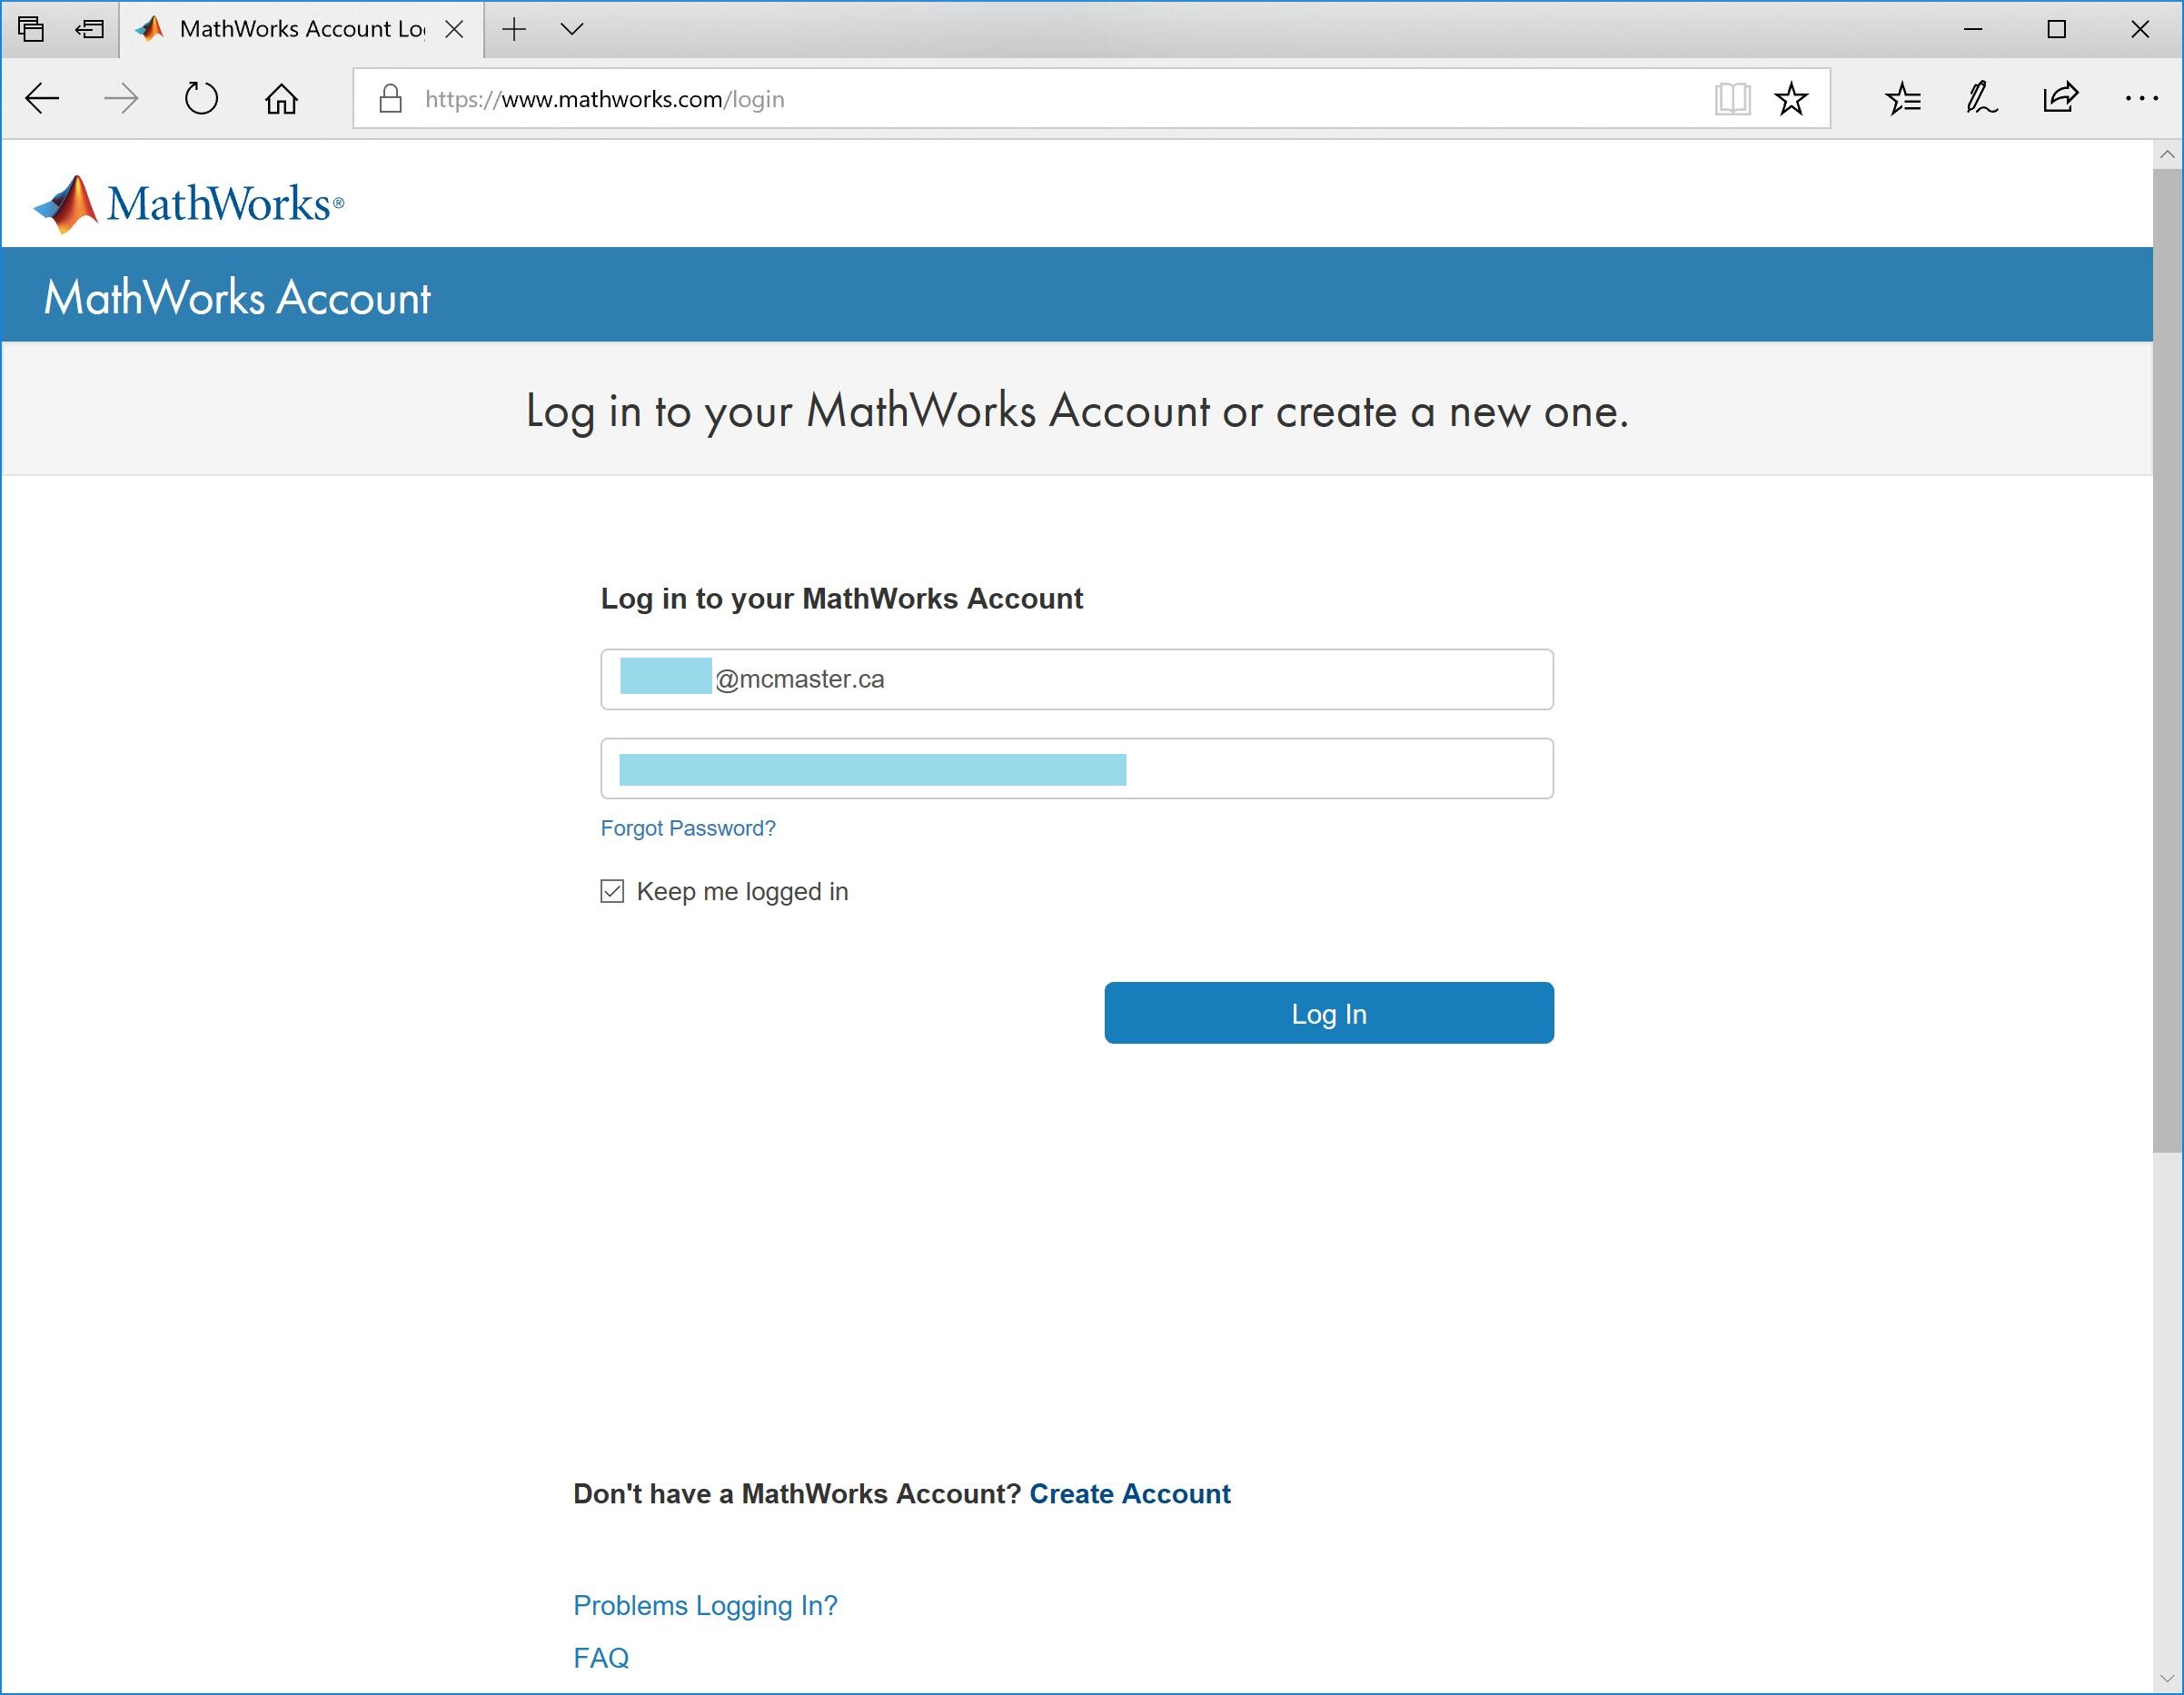 MathWorks Account Lo
https://www.mathworks.com/login
MathWorks®
MathWorks Account
Log in to your MathWorks Account or create a new one.
Log in to your MathWorks Account
@mcmaster.ca
Forgot Password?
Keep me logged in
Log In
Don't have a MathWorks Account? Create Account
Problems Logging In?
FAQ